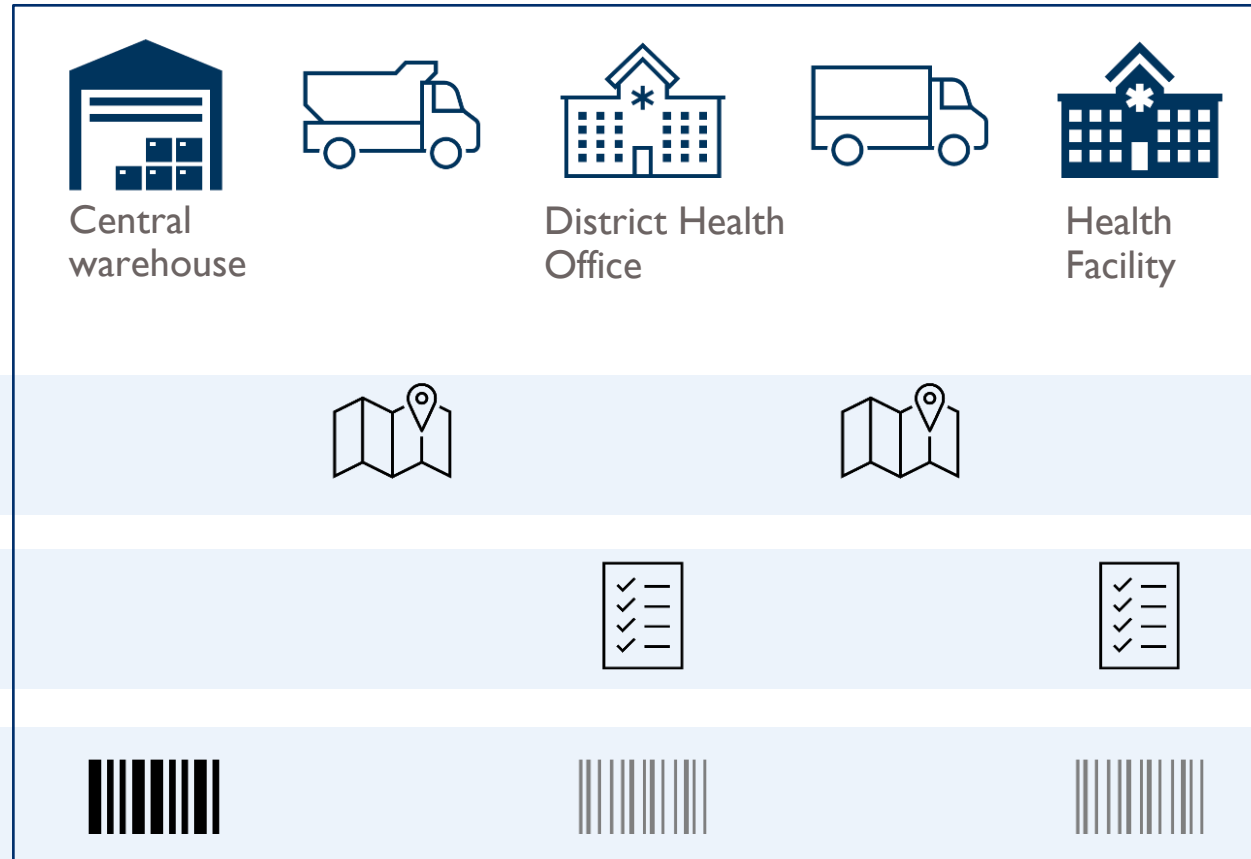 Central
warehouse
District Health
Office
Health
Facility